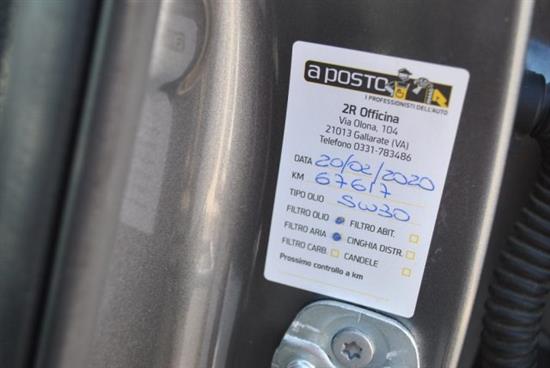 a POSTO
I PROFESSIONISTI DELL'AUTO
2R Officina
Via Olona, 104
21013 Gallarate (VA)
Telefono 0331-783486
DATA 20/02/2020
KM 67617
TIPO OLIO 5W30
FILTRO OLIO FILTRO ABIT.
FILTRO ARIA CINGHIA DISTR.
FILTRO CARB. CANDELE
Prossimo controllo a km